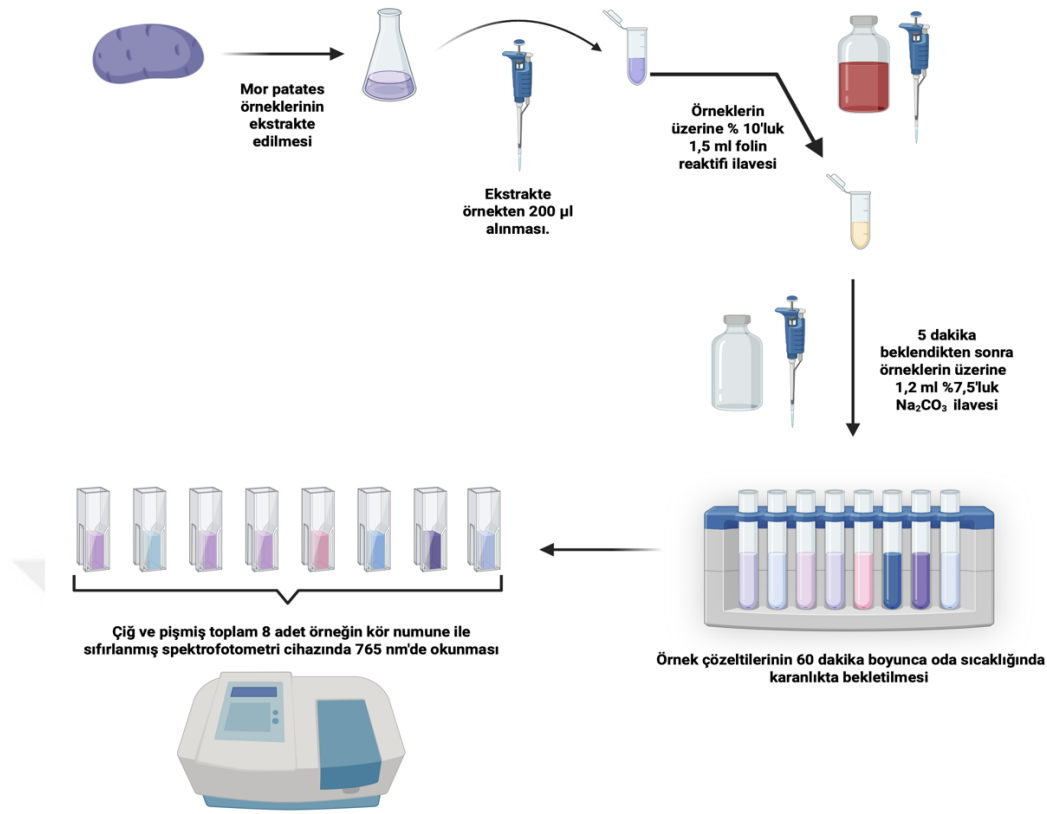 Mor patates
örneklerinin
ekstrakte
edilmesi
Ekstrakte
örnekten 200 µl
alınması.
Örneklerin
üzerine % 10'luk
1,5 ml folin
reaktifi ilavesi
5 dakika
beklendikten sonra
örneklerin üzerine
1,2 ml %7,5'luk
Na₂CO₃ ilavesi
Örnek çözeltilerinin 60 dakika boyunca oda sıcaklığında
karanlıkta bekletilmesi
Çiğ ve pişmiş toplam 8 adet örneğin kör numune ile
sıfırlanmış spektrofotometri cihazında 765 nm'de okunması